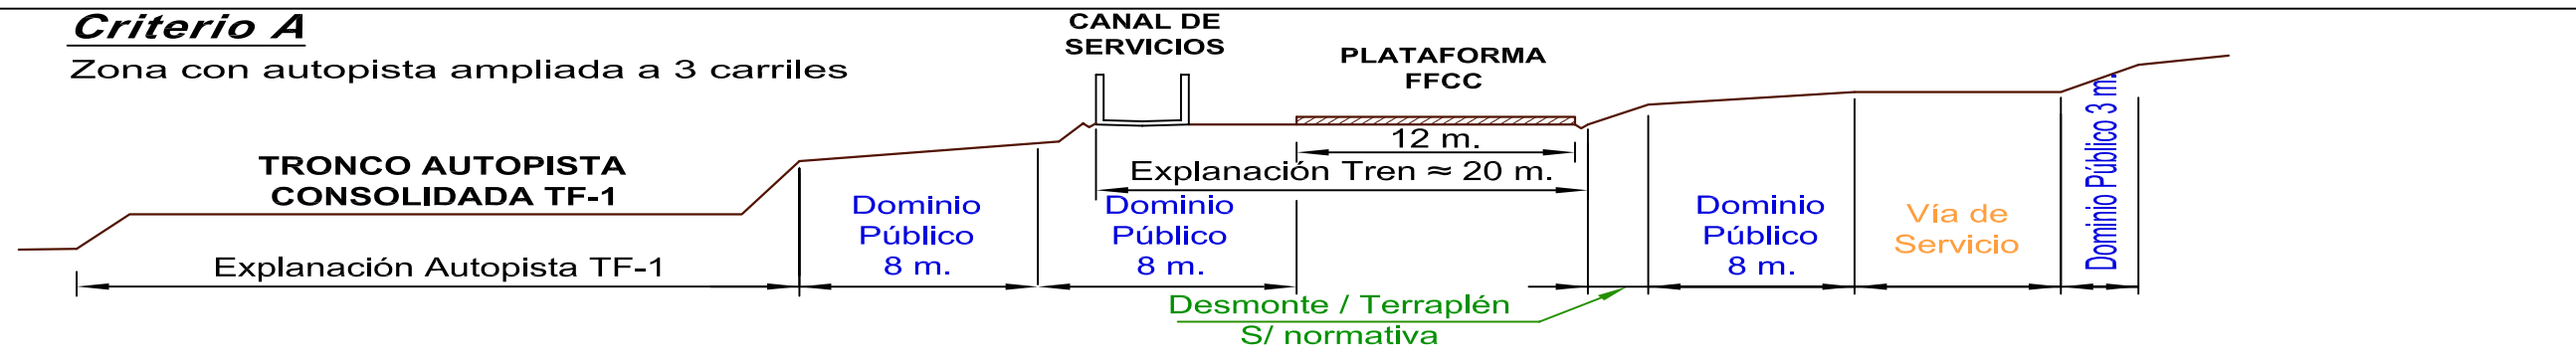 Criterio A
Zona con autopista ampliada a 3 carriles
CANAL DE
SERVICIOS
PLATAFORMA
FFCC
12 m.
Explanación Tren ≈ 20 m.
TRONCO AUTOPISTA
CONSOLIDADA TF-1
Explanación Autopista TF-1
Dominio
Público
8 m.
Dominio
Público
8 m.
Desmonte / Terraplén
S/ normativa
Dominio
Público
8 m.
Vía de
Servicio
Dominio Público 3 m.